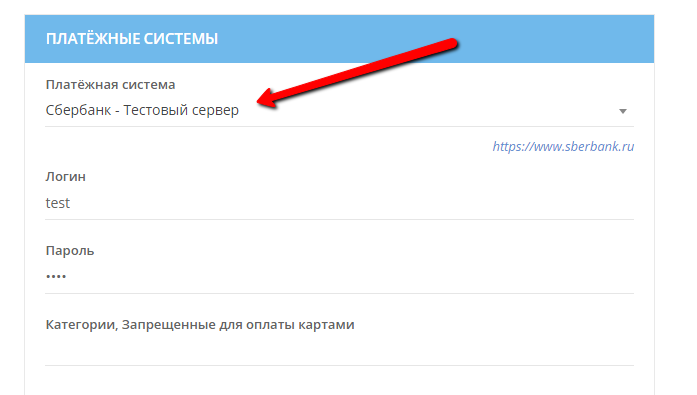 ПЛАТЁЖНЫЕ СИСТЕМЫ
Платёжная система
Сбербанк - Тестовый сервер
https://www.sberbank.ru
Логин
test
Пароль
••••
Категории, Запрещенные для оплаты картами